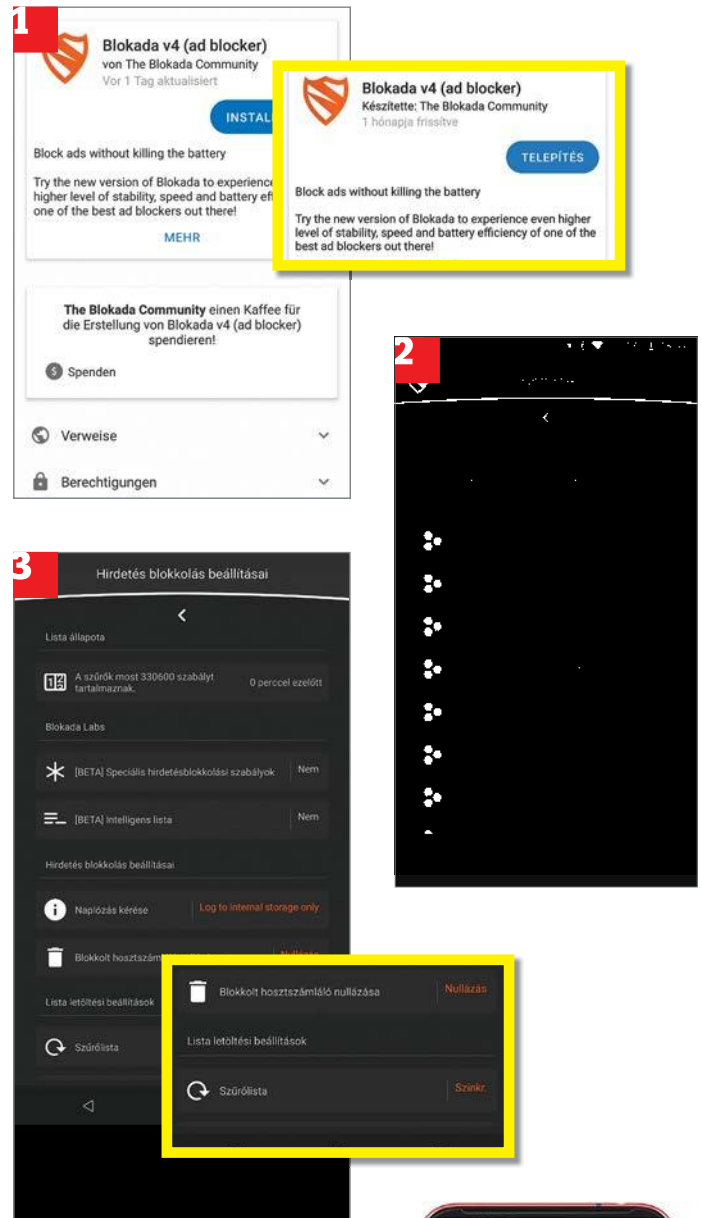 1
Blokada v4 (ad blocker)
von The Blokada Community
Vor 1 Tag aktualisiert
Block ads without killing the battery
Try the new version of Blokada to
higher level of stability, speed and battery
one of the best ad blockers out there!
MEHR
Blokada v4 (ad blocker)
Készítette: The Blokada Community
1 hónapja frissítve
TELEPÍTÉS
Block ads without killing the battery
Try the new version of Blokada to experience even higher
level of stability, speed and battery efficiency of one of the
best ad blockers out there!
The Blokada Community einen Kaffee für
die Erstellung von Blokada v4 (ad blocker)
spendieren!
Spenden
Verweise
Berechtigungen
2
3
Hirdetés blokkolás beállításai
Lista állapota
A szűrők most 330600 szabályt
tartalmaznak.
0 perccel ezelőtt
Blokada Labs
[BETA] Speciális hirdetésblokkolási szabályok
Nem
[BETA] Intelligens lista
Nem
Hirdetés blokkolás beállításai
Naplózás kérése
Log to internal storage only
Blokkolt
Lista letöltési beállítások
Szűrőlista
Blokkolt hosztszámláló nullázása
Nullázás
Lista letöltési beállítások
Szűrőlista
Szinkr.